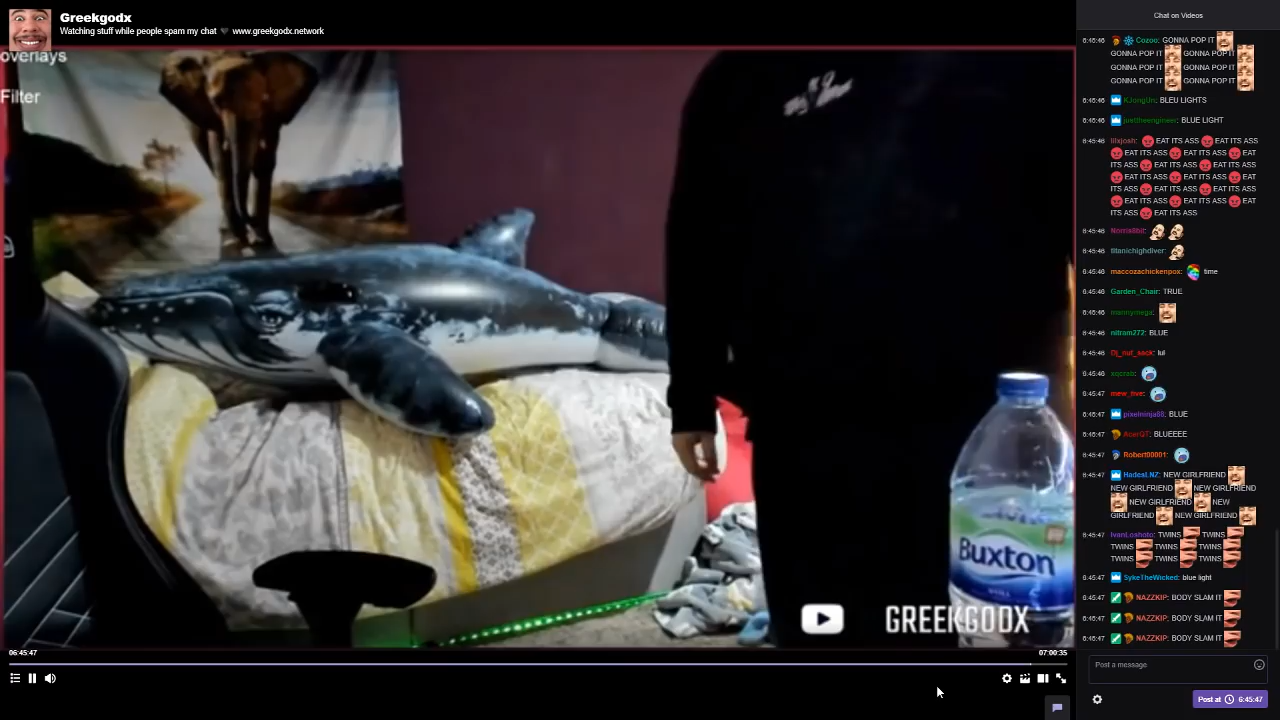 Greekgodx
Watching stuff while people spam my chat 🖤 www.greekgodx.network
overlays
Filter
Buxton
GREEKGODX
06:45:47
07:00:35
Chat on Videos
6:45:46 Cozoo: GONNA POP IT
GONNA POP IT GONNA POP IT
GONNA POP IT GONNA POP IT
GONNA POP IT GONNA POP IT
6:45:46 KJongUn: BLEU LIGHTS
6:45:46 justtheengineer: BLUE LIGHT
6:45:46 lilxjosh: EAT ITS ASS EAT ITS ASS
EAT ITS ASS EAT ITS ASS EAT
ITS ASS EAT ITS ASS EAT ITS ASS
EAT ITS ASS EAT ITS ASS EAT
ITS ASS EAT ITS ASS EAT ITS ASS
EAT ITS ASS EAT ITS ASS EAT
ITS ASS EAT ITS ASS
6:45:46
6:45:46 titanichighdiver:
6:45:46 maccozachickenpox: time
6:45:46 Garden_Chair: TRUE
6:45:46 mannymega:
6:45:46 nitram272: BLUE
6:45:46 Dj_nut_sack: lul
6:45:46
6:45:47 mew_five:
6:45:47 pixelninja88: BLUE
6:45:47 AcerGT: BLUEEEE
6:45:47 Robert00001:
6:45:47 HadesLNZ: NEW GIRLFRIEND
NEW GIRLFRIEND NEW GIRLFRIEND
NEW GIRLFRIEND NEW
GIRLFRIEND NEW GIRLFRIEND
6:45:47 IvanLoshoto: TWINS TWINS
TWINS TWINS TWINS
TWINS TWINS TWINS
6:45:47 SykeTheWicked: blue light
6:45:47 NAZZKIP: BODY SLAM IT
6:45:47 NAZZKIP: BODY SLAM IT
6:45:47 NAZZKIP: BODY SLAM IT
Post a message
Post at 6:45:47